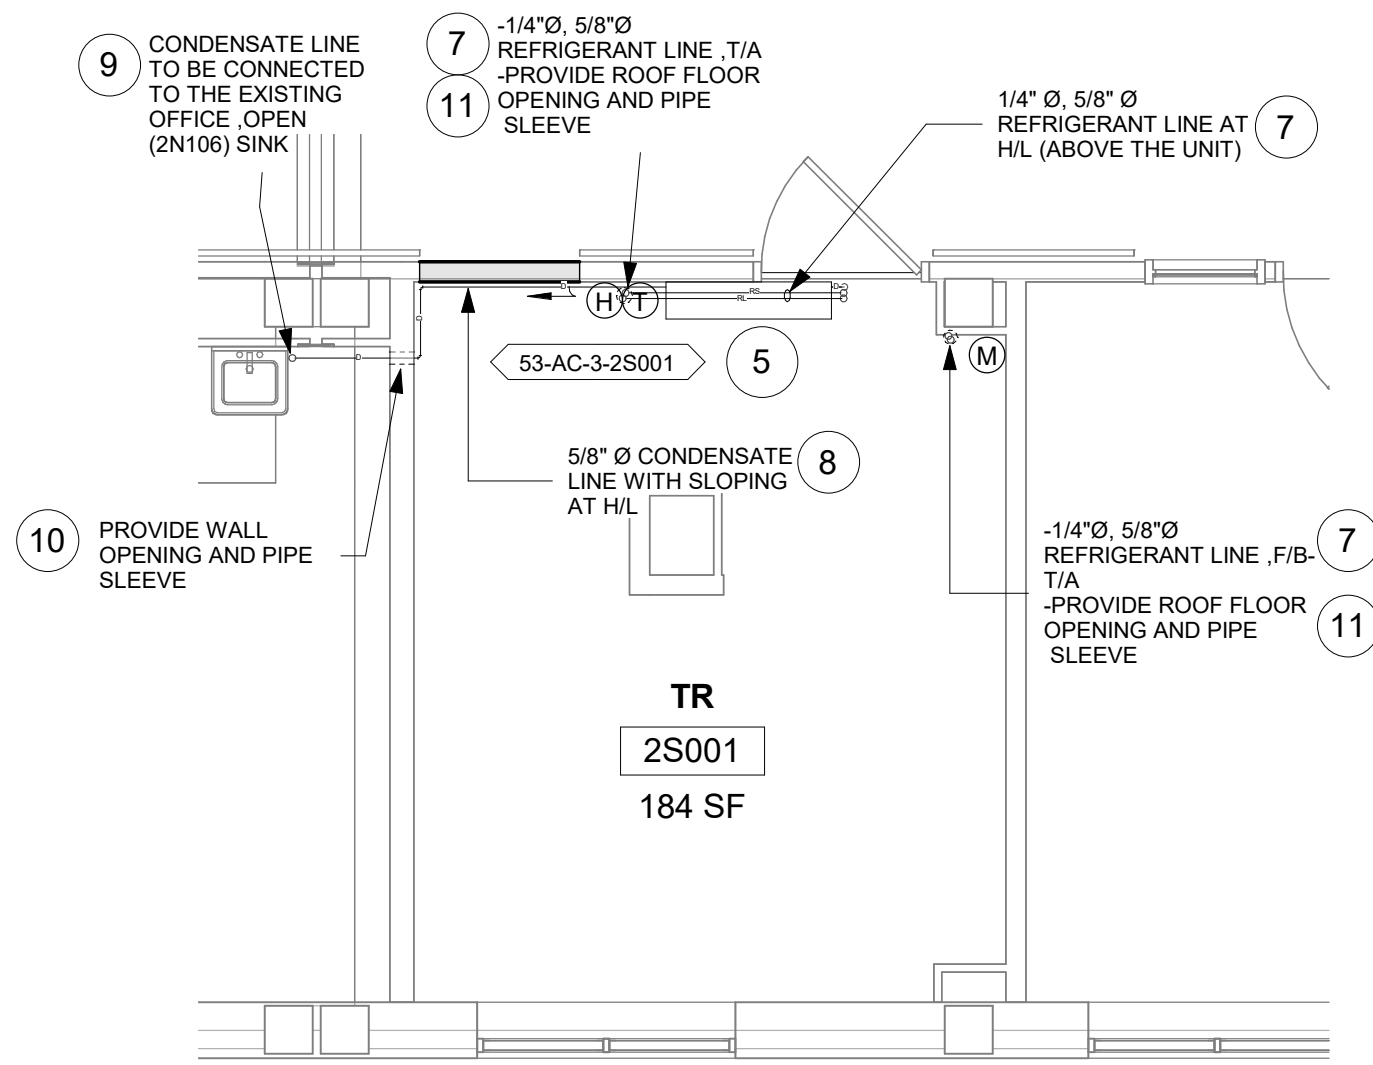 9
CONDENSATE LINE
TO BE CONNECTED
TO THE EXISTING
OFFICE ,OPEN
(2N106) SINK
7
11
-1/4"Ø, 5/8"Ø
REFRIGERANT LINE ,T/A
-PROVIDE ROOF FLOOR
OPENING AND PIPE
SLEEVE
1/4" Ø, 5/8" Ø
REFRIGERANT LINE AT
H/L (ABOVE THE UNIT)
7
D
H
T
RS
RL
D
D
D
M
53-AC-3-2S001
5
5/8" Ø CONDENSATE
LINE WITH SLOPING
AT H/L
8
10
PROVIDE WALL
OPENING AND PIPE
SLEEVE
-1/4"Ø, 5/8"Ø
REFRIGERANT LINE ,F/B-
T/A
-PROVIDE ROOF FLOOR
OPENING AND PIPE
SLEEVE
7
11
TR
2S001
184 SF